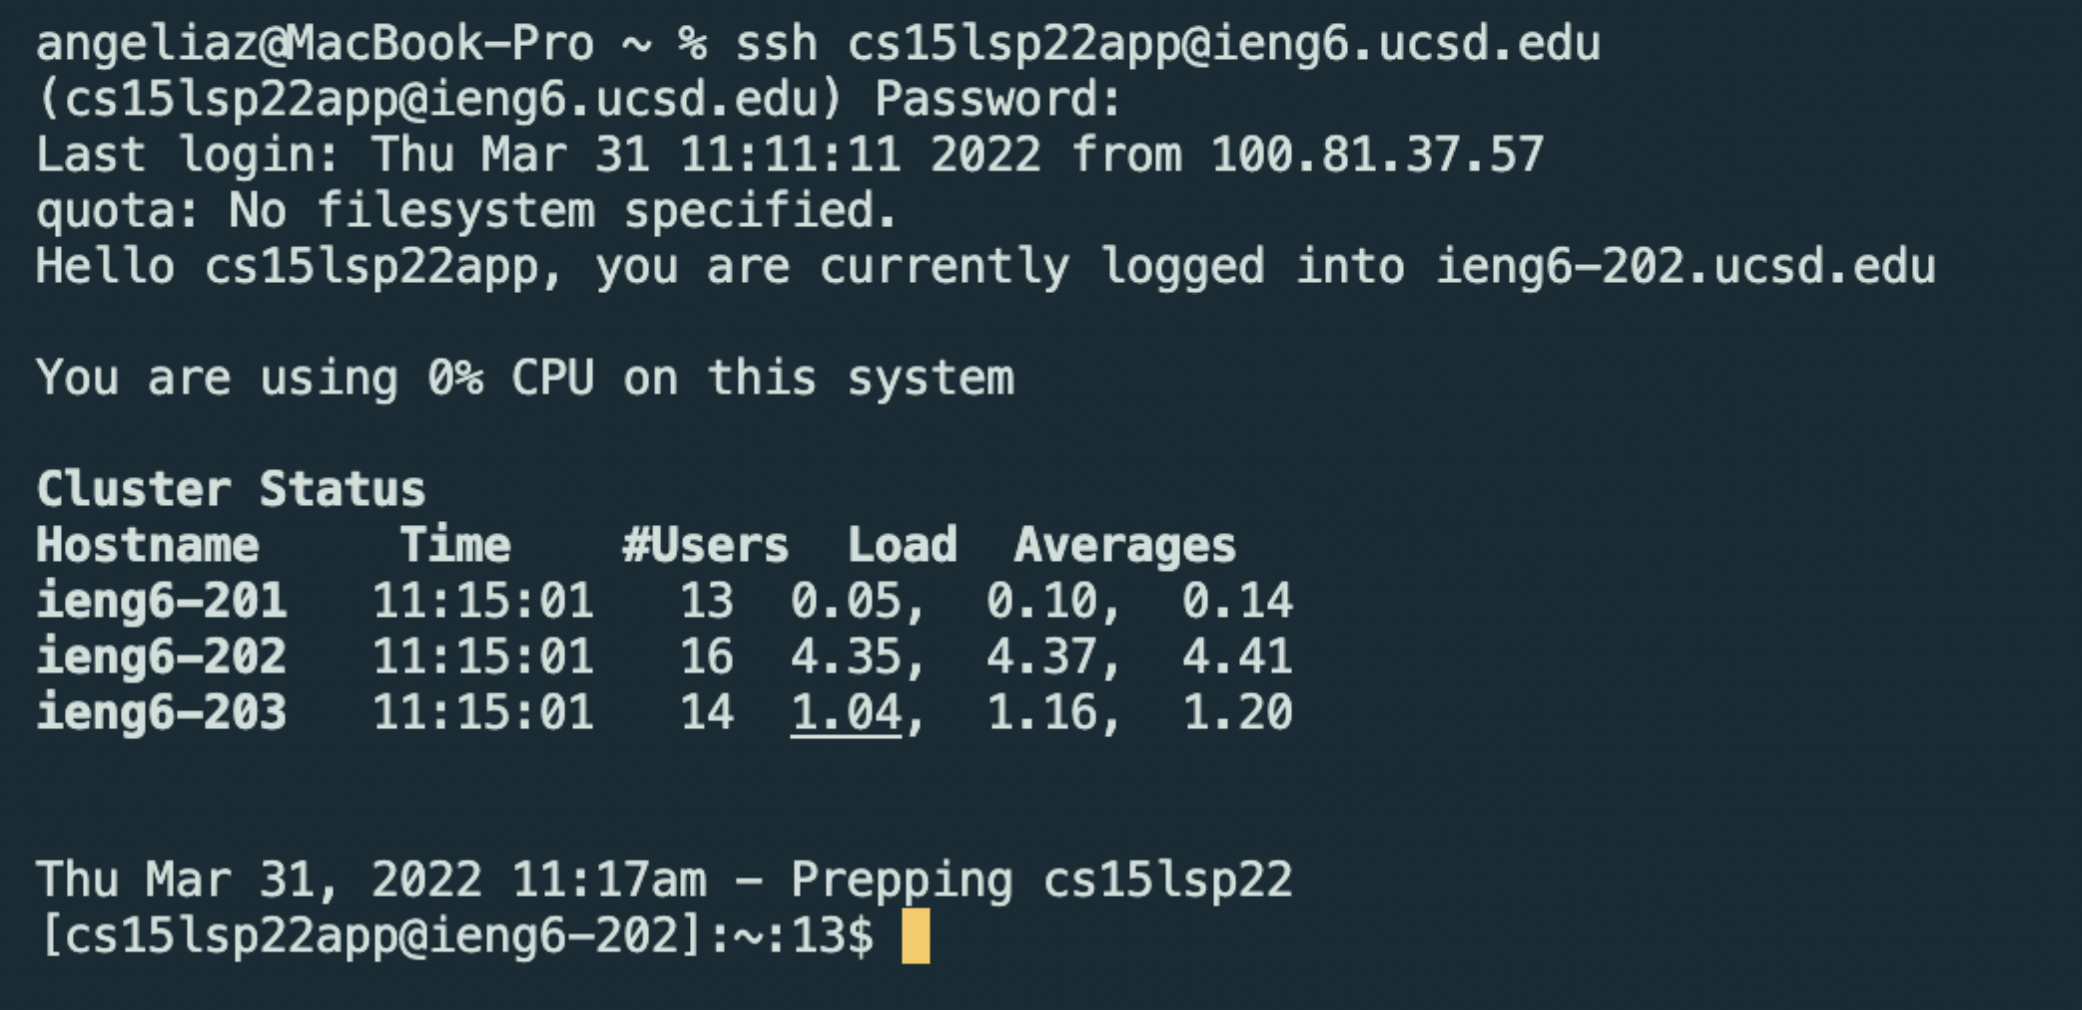 angeliaz@MacBook-Pro ~ % ssh cs15lsp22app@ieng6.ucsd.edu
(cs15lsp22app@ieng6.ucsd.edu) Password:
Last login: Thu Mar 31 11:11:11 2022 from 100.81.37.57
quota: No filesystem specified.
Hello cs15lsp22app, you are currently logged into ieng6-202.ucsd.edu
You are using 0% CPU on this system
Cluster Status
Hostname     Time    #Users  Load  Averages
ieng6-201   11:15:01   13  0.05,  0.10,  0.14
ieng6-202   11:15:01   16  4.35,  4.37,  4.41
ieng6-203   11:15:01   14  1.04,  1.16,  1.20
Thu Mar 31, 2022 11:17am - Prepping cs15lsp22
[cs15lsp22app@ieng6-202]:~:13$